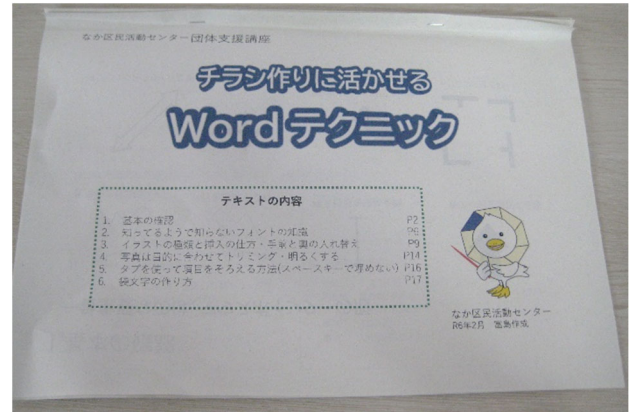 なか区民活動センター団体支援講座
チラシ作りに活かせる
Wordテクニック
テキストの内容
1. 基本の確認 P2
2. 知ってるようで知らないフォントの知識 P6
3. イラストの種類と挿入の仕方・手前と奥の入れ替え P9
4. 写真は目的に合わせてトリミング・明るくする P14
5. タブを使って項目をそろえる方法(スペースキーで埋めない) P16
6. 袋文字の作り方 P17
なか区民活動センター
R6年2月 作成